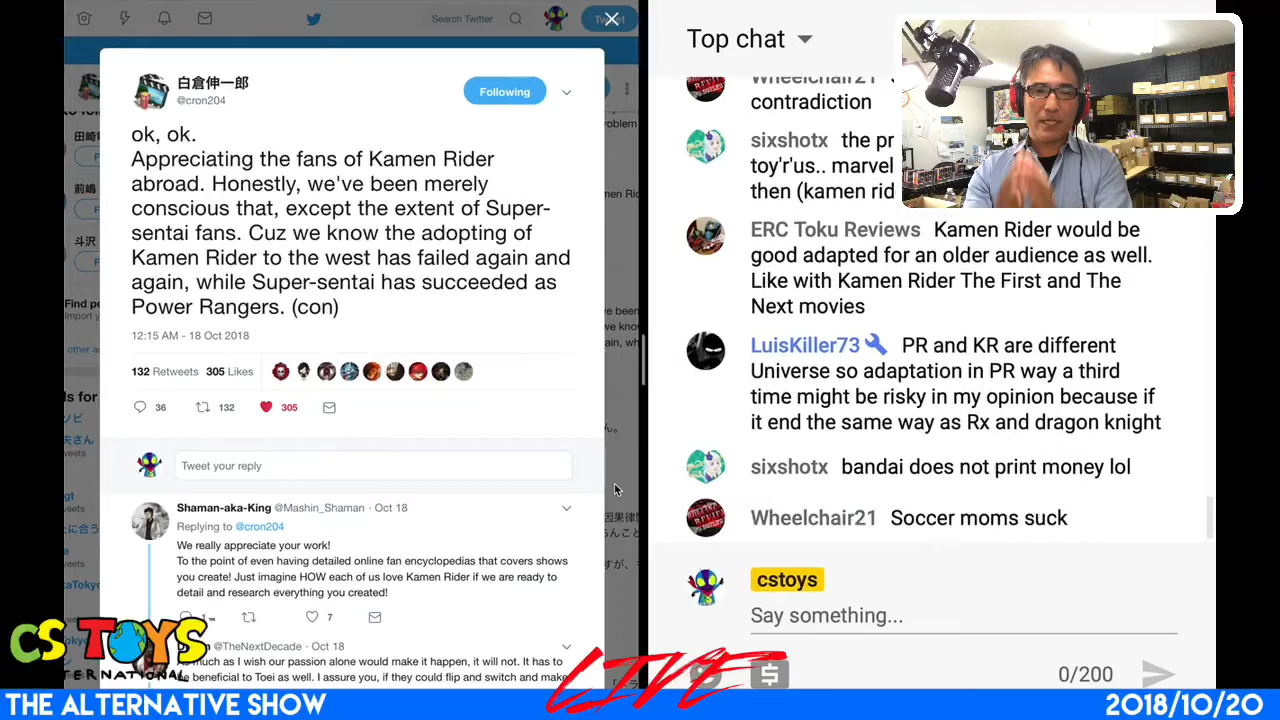 Search Twitter
白倉伸一郎
@cron204
Following
ok, ok.
Appreciating the fans of Kamen Rider
abroad. Honestly, we've been merely
conscious that, except the extent of Super-
sentai fans. Cuz we know the adopting of
Kamen Rider to the west has failed again and
again, while Super-sentai has succeeded as
Power Rangers. (con)
12:15 AM - 18 Oct 2018
132 Retweets 305 Likes
36 132 305
Tweet your reply
Shaman-aka-King @Mashin_Shaman · Oct 18
Replying to @cron204
We really appreciate your work!
To the point of even having detailed online fan encyclopedias that covers shows
you create! Just imagine HOW each of us love Kamen Rider if we are ready to
detail and research everything you created!
7
@TheNextDecade · Oct 18
much as I wish our passion alone would make it happen, it will not. It has to
beneficial to Toei as well. I assure you, if they could flip and switch and make
前嶋
斗沢
Find pe
Top chat
Wheelchair21
contradiction
sixshotx the pr
toy'r'us.. marvel
then (kamen rid
ERC Toku Reviews Kamen Rider would be
good adapted for an older audience as well.
Like with Kamen Rider The First and The
Next movies
LuisKiller73 PR and KR are different
Universe so adaptation in PR way a third
time might be risky in my opinion because if
it end the same way as Rx and dragon knight
sixshotx bandai does not print money lol
Wheelchair21 Soccer moms suck
cstoys
Say something...
0/200
CS TOYS
INTERNATIONAL
LIVE
THE ALTERNATIVE SHOW
2018/10/20